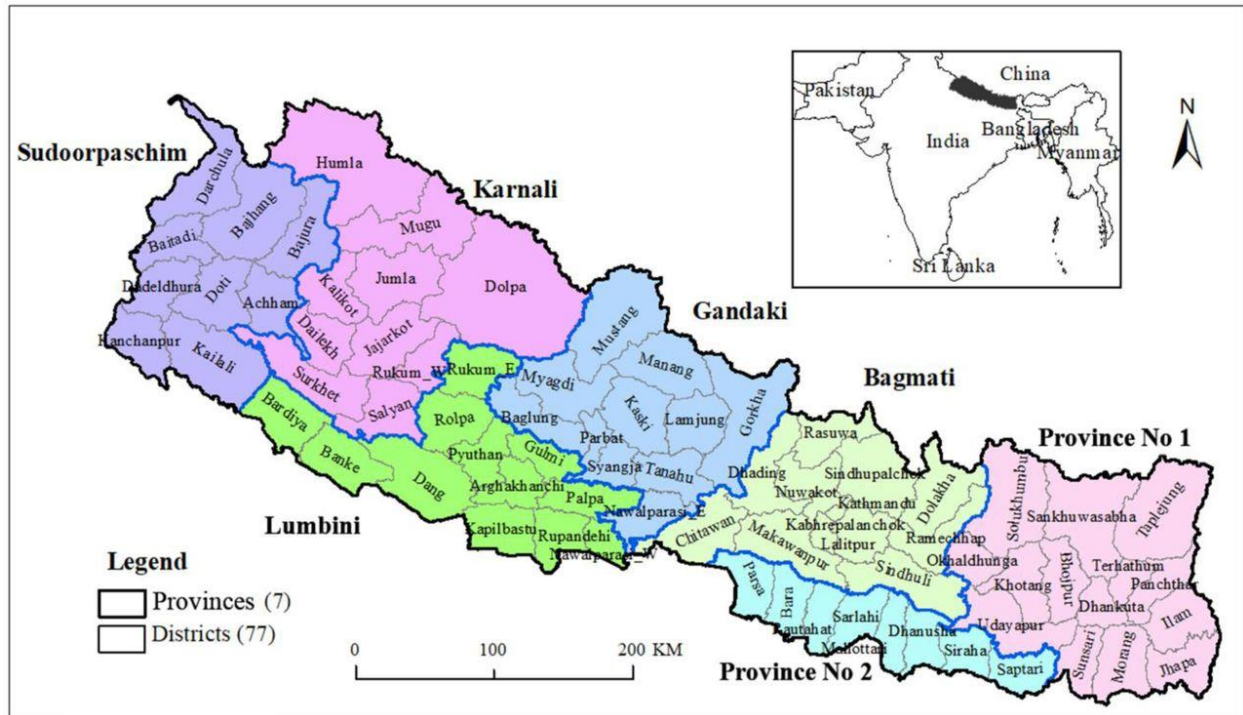 Sudoorpaschim
Darchula
Bajhang
Bajura
Baitadi
Dadeldhura
Doti
Achham
Kanchanpur
Kailali
Karnali
Humla
Mugu
Jumla
Dolpa
Kalikot
Dailekh
Jajarkot
Rukum_W
Surkhet
Salyan
Gandaki
Mustang
Manang
Myagdi
Kaski
Lamjung
Gorkha
Baglung
Parbat
Syangja
Tanahu
Nawalparasi_E
Lumbini
Rukum_E
Rolpa
Bardiya
Banke
Dang
Pyuthan
Gulmi
Arghakhanchi
Palpa
Kapilbastu
Rupandehi
Nawalparasi_W
Bagmati
Rasuwa
Dhading
Sindhupalchok
Nuwakot
Kathmandu
Dolakha
Kabhrepalanchok
Lalitpur
Ramechhap
Chitawan
Makawanpur
Sindhuli
Province No 1
Solukhumbur
Sankhuwasabha
Taplejung
Okhaldhunga
Khotang
Bhojpur
Terhathum
Panchther
Dhankuta
Ilam
Udayapur
Sunsari
Morang
Jhapa
Province No 2
Parsa
Bara
autahat
Sarlahi
Dhanusha
Siraha
Saptari
China
Pakistan
India
Bangladesh
Myanmar
Sri Lanka
N
Legend
Provinces (7)
Districts (77)
0 100 200 KM